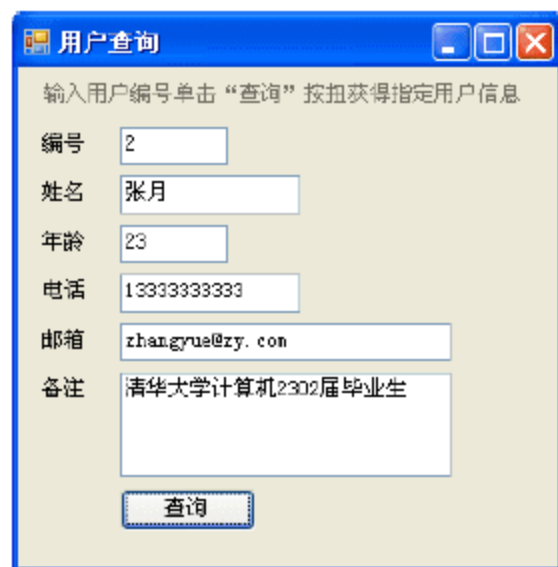 用户查询
输入用户编号单击“查询”按扭获得指定用户信息
编号 2
姓名 张月
年龄 23
电话 13333333333
邮箱 zhangyue@zy.com
备注 清华大学计算机2302届毕业生
查询